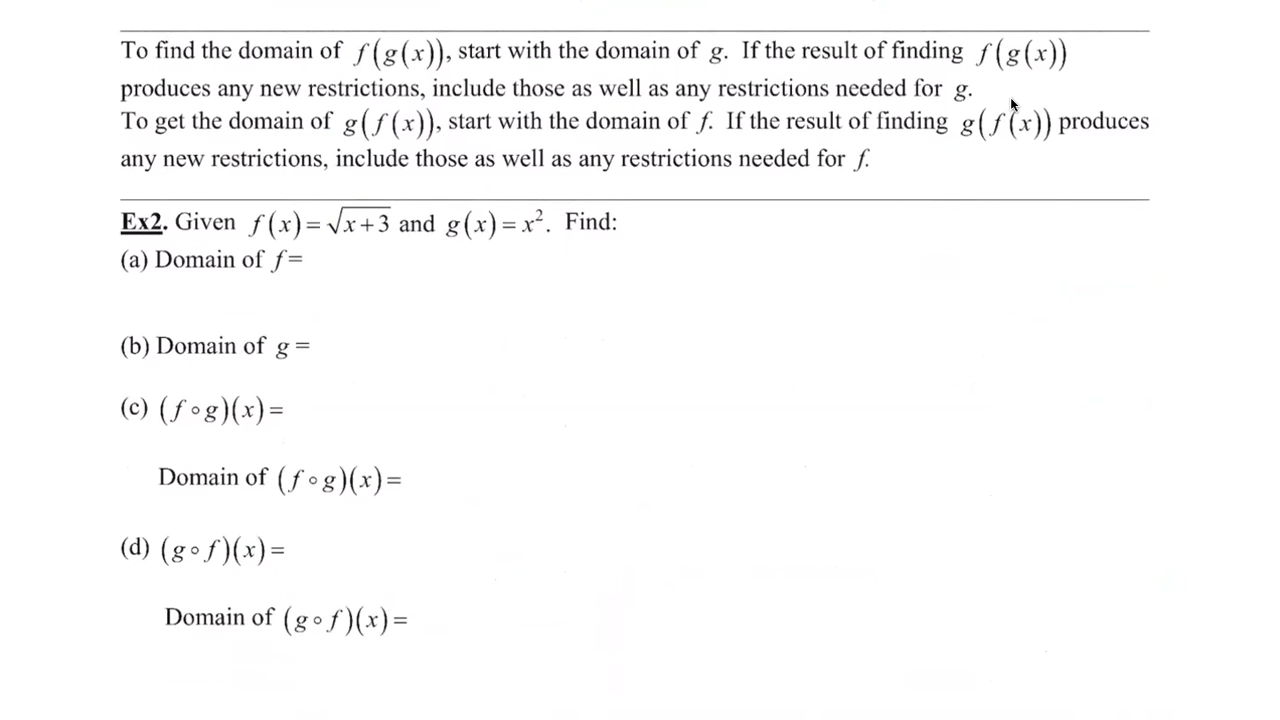 To find the domain of f(g(x)), start with the domain of g. If the result of finding f(g(x))
produces any new restrictions, include those as well as any restrictions needed for g.
To get the domain of g(f(x)), start with the domain of f. If the result of finding g(f(x)) produces
any new restrictions, include those as well as any restrictions needed for f.
Ex2. Given f(x)=√x+3 and g(x)=x². Find:
(a) Domain of f=
(b) Domain of g=
(c) (f∘g)(x)=
Domain of (f∘g)(x)=
(d) (g∘f)(x)=
Domain of (g∘f)(x)=